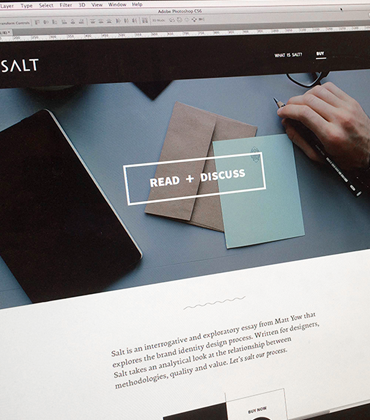 Layer Type Select Filter 3D View Window Help
Adobe Photoshop CS6
SALT
WHAT IS SALT? BUY
READ + DISCUSS
Salt is an interrogative and exploratory essay from Matt Yow that
explores the brand identity design process. Written for designers,
Salt takes an analytical look at the relationship between
methodologies, quality and value. Let's salt our process.
BUY NOW